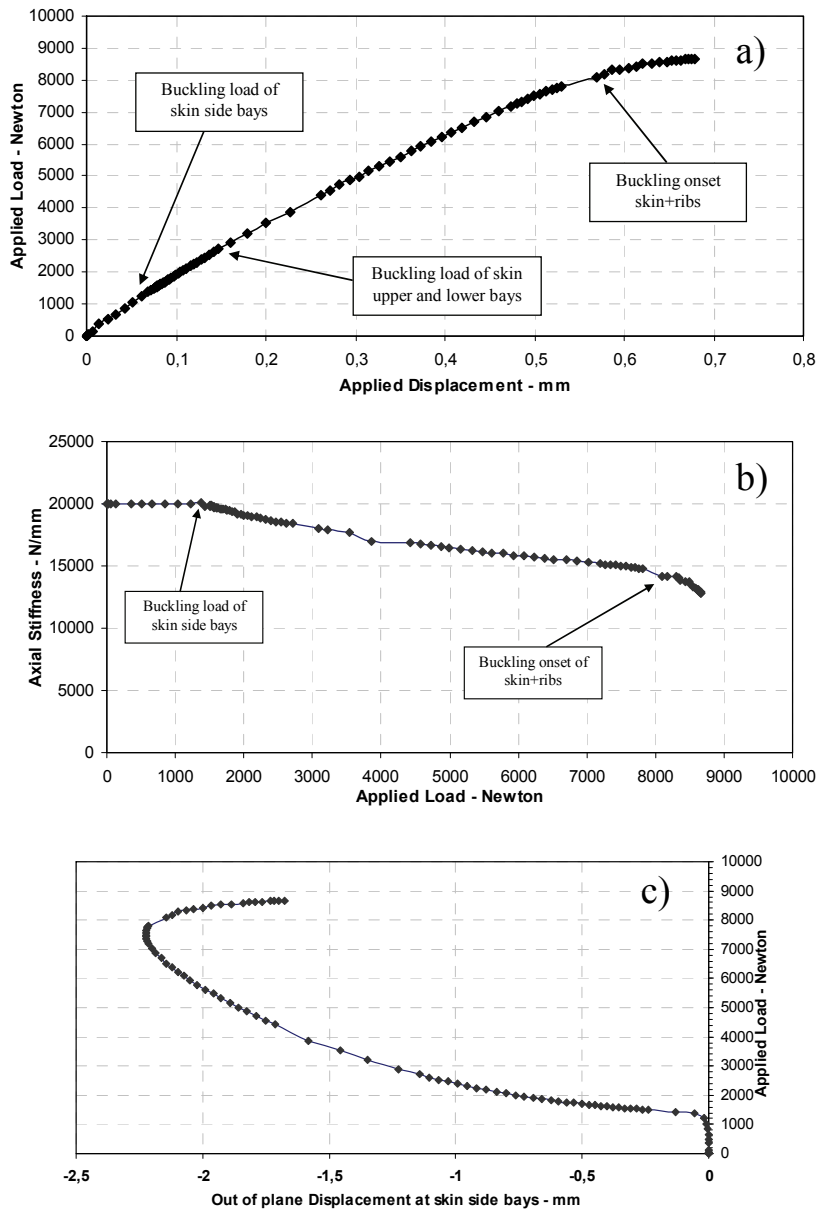 10000
9000
8000
7000
6000
5000
4000
3000
2000
1000
0
Applied Load - Newton
a)
Buckling load of
skin side bays
Buckling onset
skin+ribs
Buckling load of skin
upper and lower bays
0 0,1 0,2 0,3 0,4 0,5 0,6 0,7 0,8
Applied Displacement - mm
25000
20000
15000
10000
5000
0
Axial Stiffness - N/mm
b)
Buckling load of
skin side bays
Buckling onset of
skin+ribs
0 1000 2000 3000 4000 5000 6000 7000 8000 9000 10000
Applied Load - Newton
c)
10000
9000
8000
7000
6000
5000
4000
3000
2000
1000
0
Applied Load - Newton
-2,5 -2 -1,5 -1 -0,5 0
Out of plane Displacement at skin side bays - mm